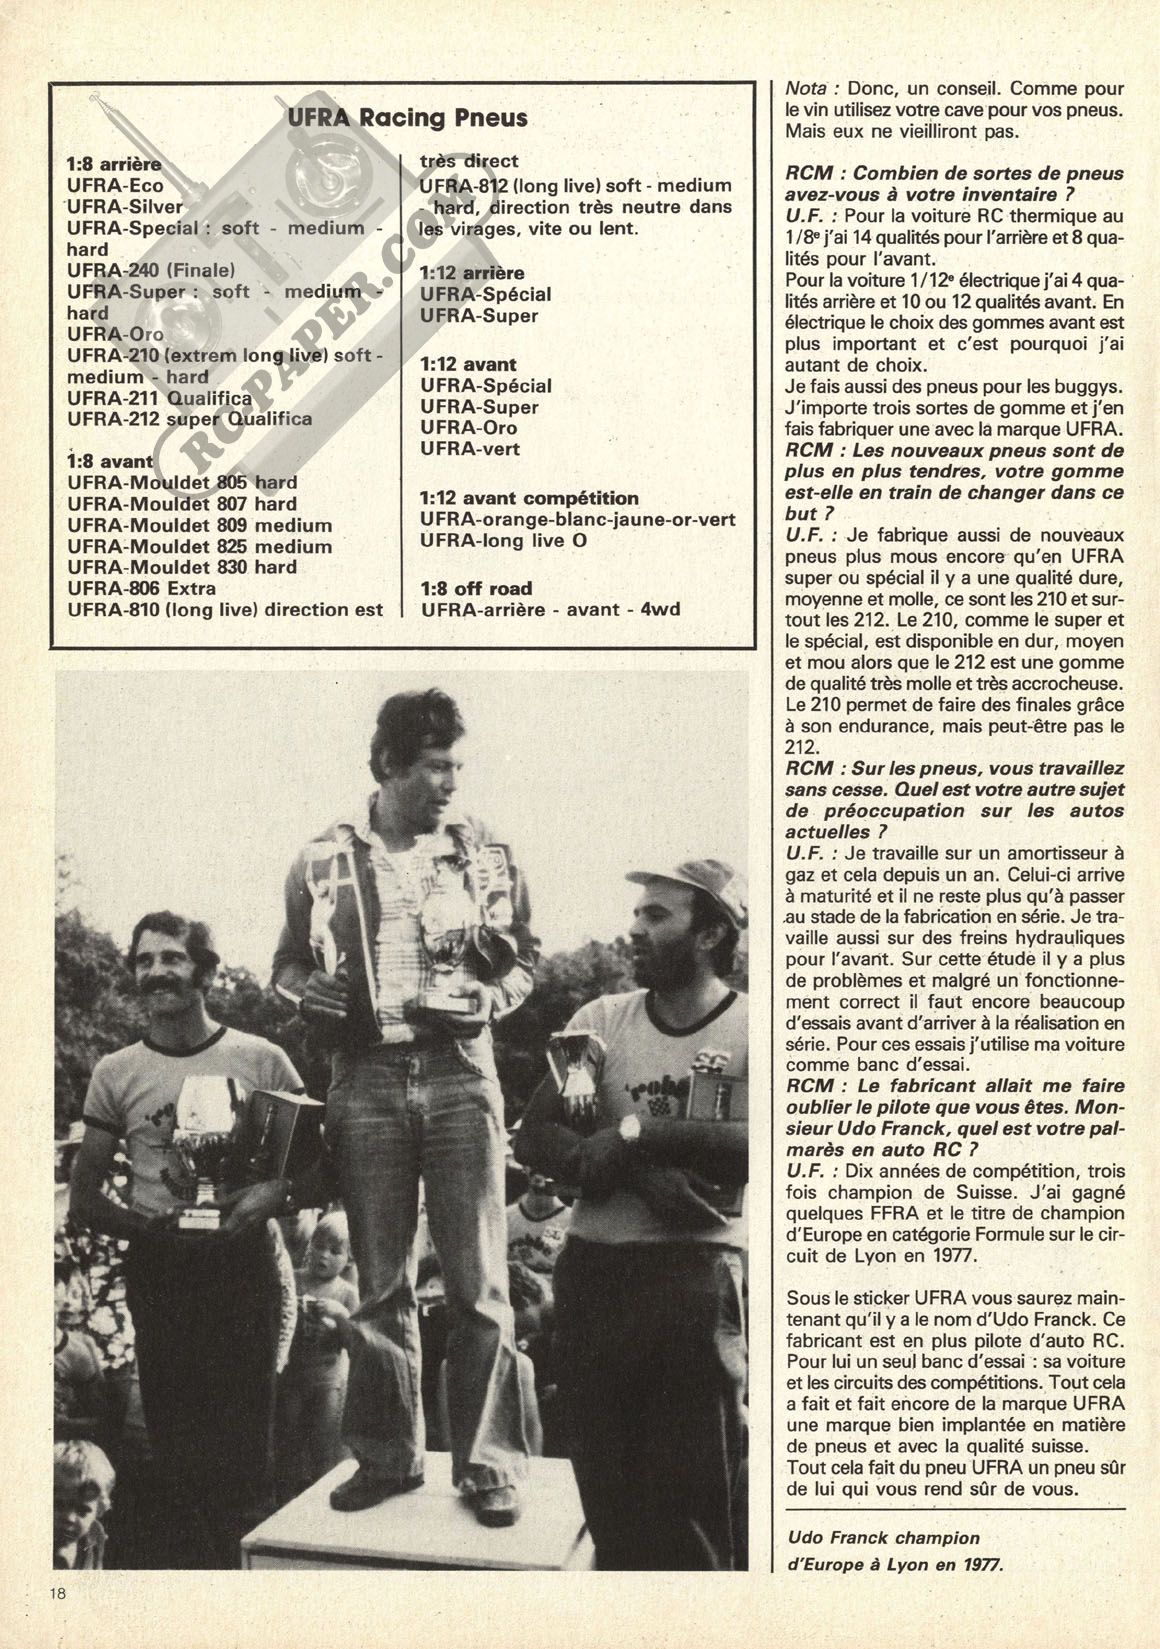 UFRA Racing Pneus
1:8 arrière
UFRA-Eco
UFRA-Silver
UFRA-Special : soft - medium -
hard
UFRA-240 (Finale)
UFRA-Super : soft - medium -
hard
UFRA-Oro
UFRA-210 (extrem long live) soft -
medium - hard
UFRA-211 Qualifica
UFRA-212 super Qualifica
1:8 avant
UFRA-Mouldet 805 hard
UFRA-Mouldet 807 hard
UFRA-Mouldet 809 medium
UFRA-Mouldet 825 medium
UFRA-Mouldet 830 hard
UFRA-806 Extra
UFRA-810 (long live) direction est
très direct
UFRA-812 (long live) soft - medium
- hard, direction très neutre dans
les virages, vite ou lent.
1:12 arrière
UFRA-Spécial
UFRA-Super
1:12 avant
UFRA-Spécial
UFRA-Super
UFRA-Oro
UFRA-vert
1:12 avant compétition
UFRA-orange-blanc-jaune-or-vert
UFRA-long live O
1:8 off road
UFRA-arrière - avant - 4wd
RC-PAPER.COM
Nota : Donc, un conseil. Comme pour
le vin utilisez votre cave pour vos pneus.
Mais eux ne vieilliront pas.
RCM : Combien de sortes de pneus
avez-vous à votre inventaire ?
U.F. : Pour la voiture RC thermique au
1/8e j'ai 14 qualités pour l'arrière et 8 qua-
lités pour l'avant.
Pour la voiture 1/12e électrique j'ai 4 qua-
lités arrière et 10 ou 12 qualités avant. En
électrique le choix des gommes avant est
plus important et c'est pourquoi j'ai
autant de choix.
Je fais aussi des pneus pour les buggys.
J'importe trois sortes de gomme et j'en
fais fabriquer une avec la marque UFRA.
RCM : Les nouveaux pneus sont de
plus en plus tendres, votre gomme
est-elle en train de changer dans ce
but ?
U.F. : Je fabrique aussi de nouveaux
pneus plus mous encore qu'en UFRA
super ou spécial il y a une qualité dure,
moyenne et molle, ce sont les 210 et sur-
tout les 212. Le 210, comme le super et
le spécial, est disponible en dur, moyen
et mou alors que le 212 est une gomme
de qualité très molle et très accrocheuse.
Le 210 permet de faire des finales grâce
à son endurance, mais peut-être pas le
212.
RCM : Sur les pneus, vous travaillez
sans cesse. Quel est votre autre sujet
de préoccupation sur les autos
actuelles ?
U.F. : Je travaille sur un amortisseur à
gaz et cela depuis un an. Celui-ci arrive
à maturité et il ne reste plus qu'à passer
au stade de la fabrication en série. Je tra-
vaille aussi sur des freins hydrauliques
pour l'avant. Sur cette étude il y a plus
de problèmes et malgré un fonctionne-
ment correct il faut encore beaucoup
d'essais avant d'arriver à la réalisation en
série. Pour ces essais j'utilise ma voiture
comme banc d'essai.
RCM : Le fabricant allait me faire
oublier le pilote que vous êtes. Mon-
sieur Udo Franck, quel est votre pal-
marès en auto RC ?
U.F. : Dix années de compétition, trois
fois champion de Suisse. J'ai gagné
quelques FFRA et le titre de champion
d'Europe en catégorie Formule sur le cir-
cuit de Lyon en 1977.
Sous le sticker UFRA vous saurez main-
tenant qu'il y a le nom d'Udo Franck. Ce
fabricant est en plus pilote d'auto RC.
Pour lui un seul banc d'essai : sa voiture
et les circuits des compétitions. Tout cela
a fait et fait encore de la marque UFRA
une marque bien implantée en matière
de pneus et avec la qualité suisse.
Tout cela fait du pneu UFRA un pneu sûr
de lui qui vous rend sûr de vous.
Udo Franck champion
d'Europe à Lyon en 1977.
18